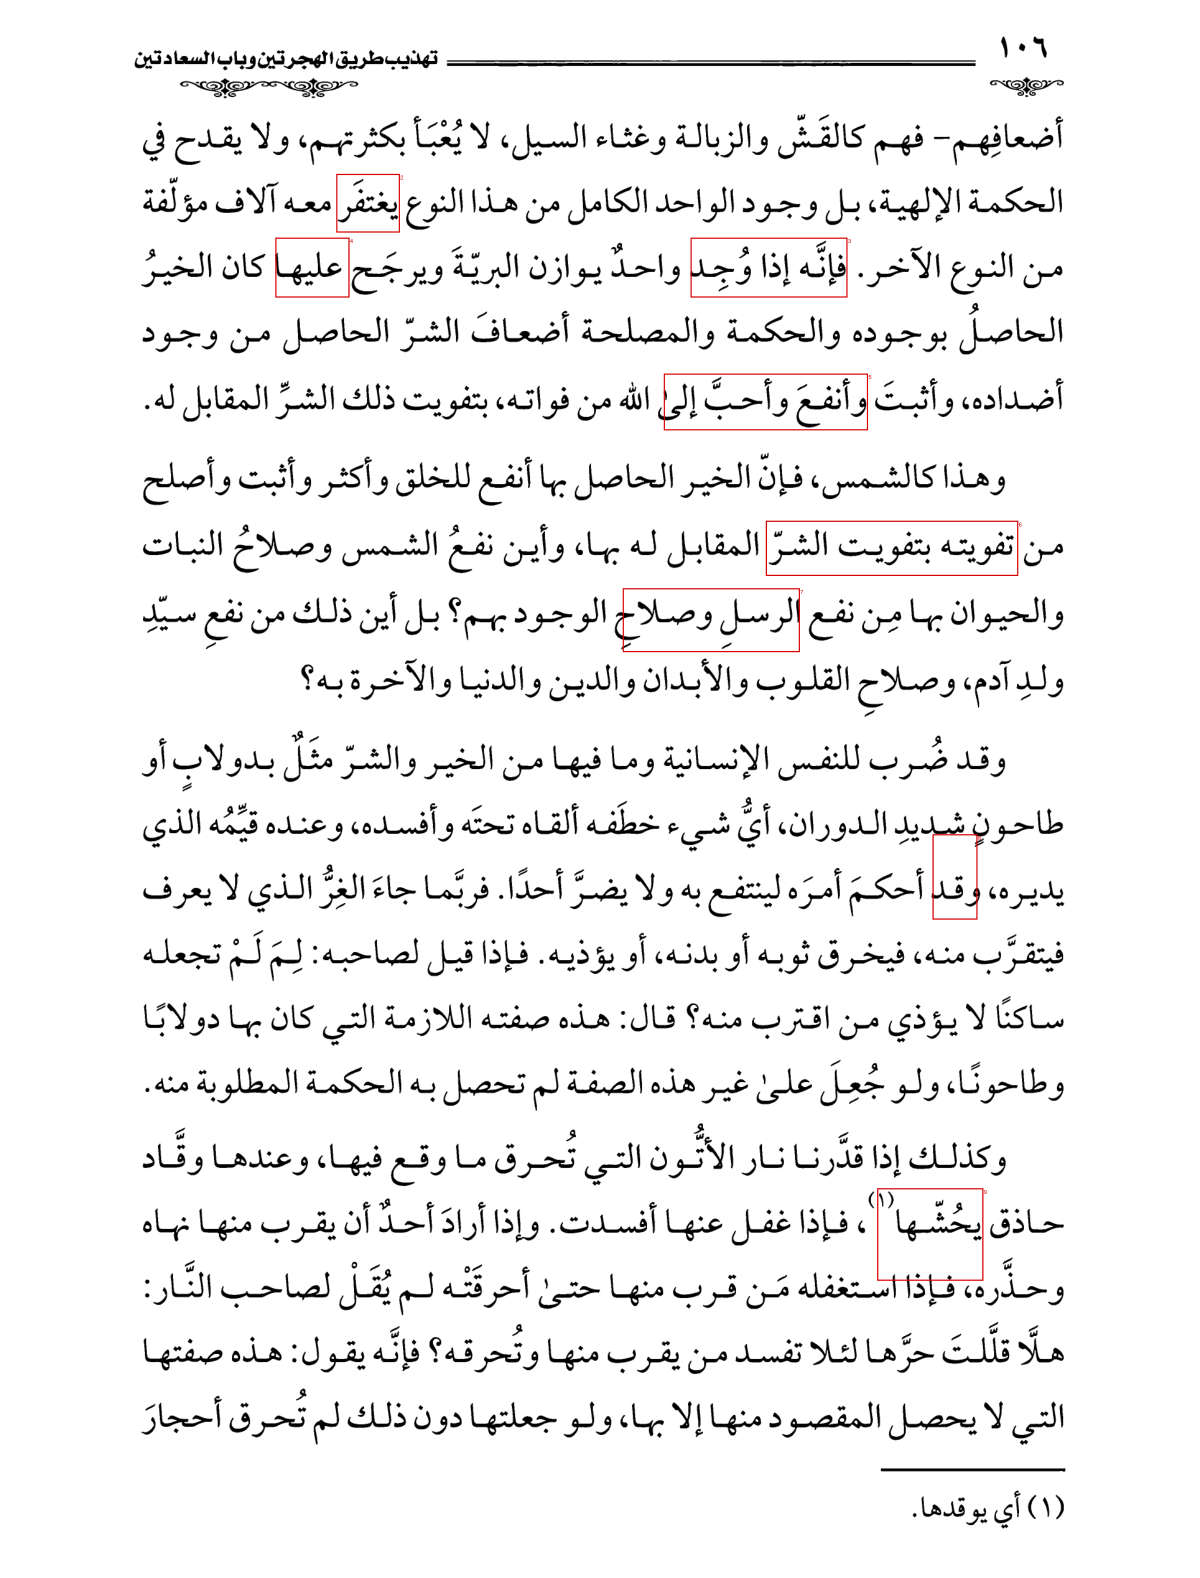 ١٠٦
تهذيب طريق الهجرتين وباب السعادتين
أضعافِهم- فهم كالقَشّ والزبالة وغثاء السيل، لا يُعْبَأ بكثرتهم، ولا يقدح في
الحكمة الإلهية، بل وجود الواحد الكامل من هذا النوع يغتفَر معه آلاف مؤلّفة
من النوع الآخر. فإنَّه إذا وُجِد واحدٌ يوازن البريّةَ ويرجَح عليها كان الخيرُ
الحاصلُ بوجوده والحكمة والمصلحة أضعافَ الشرّ الحاصل من وجود
أضداده، وأثبتَ وأنفعَ وأحبَّ إلىٰ الله من فواته، بتفويت ذلك الشرِّ المقابل له.
وهذا كالشمس، فإنّ الخير الحاصل بها أنفع للخلق وأكثر وأثبت وأصلح
من تفويته بتفويت الشرّ المقابل له بها، وأين نفعُ الشمس وصلاحُ النبات
والحيوان بها مِن نفع الرسلِ وصلاحِ الوجود بهم؟ بل أين ذلك من نفعِ سيّدِ
ولدِ آدم، وصلاحِ القلوب والأبدان والدين والدنيا والآخرة به؟
وقد ضُرب للنفس الإنسانية وما فيها من الخير والشرّ مثَلٌ بدولابٍ أو
طاحونٍ شديدِ الدوران، أيُّ شيء خطَفه ألقاه تحتَه وأفسده، وعنده قيِّمُه الذي
يديره، وقد أحكمَ أمرَه لينتفع به ولا يضرَّ أحدًا. فربَّما جاءَ الغِرُّ الذي لا يعرف
فيتقرَّب منه، فيخرق ثوبه أو بدنه، أو يؤذيه. فإذا قيل لصاحبه: لِمَ لَمْ تجعله
ساكنًا لا يؤذي من اقترب منه؟ قال: هذه صفته اللازمة التي كان بها دولابًا
وطاحونًا، ولو جُعِلَ علىٰ غير هذه الصفة لم تحصل به الحكمة المطلوبة منه.
وكذلك إذا قدَّرنا نار الأتُّون التي تُحرق ما وقع فيها، وعندها وقَّاد
حاذق يحُشّها(١)، فإذا غفل عنها أفسدت. وإذا أرادَ أحدٌ أن يقرب منها نهاه
وحذَّره، فإذا استغفله مَن قرب منها حتىٰ أحرقَتْه لم يُقَلْ لصاحب النَّار:
هلَّا قلَّلتَ حرَّها لئلا تفسد من يقرب منها وتُحرقه؟ فإنَّه يقول: هذه صفتها
التي لا يحصل المقصود منها إلا بها، ولو جعلتها دون ذلك لم تُحرق أحجارَ
(١) أي يوقدها.